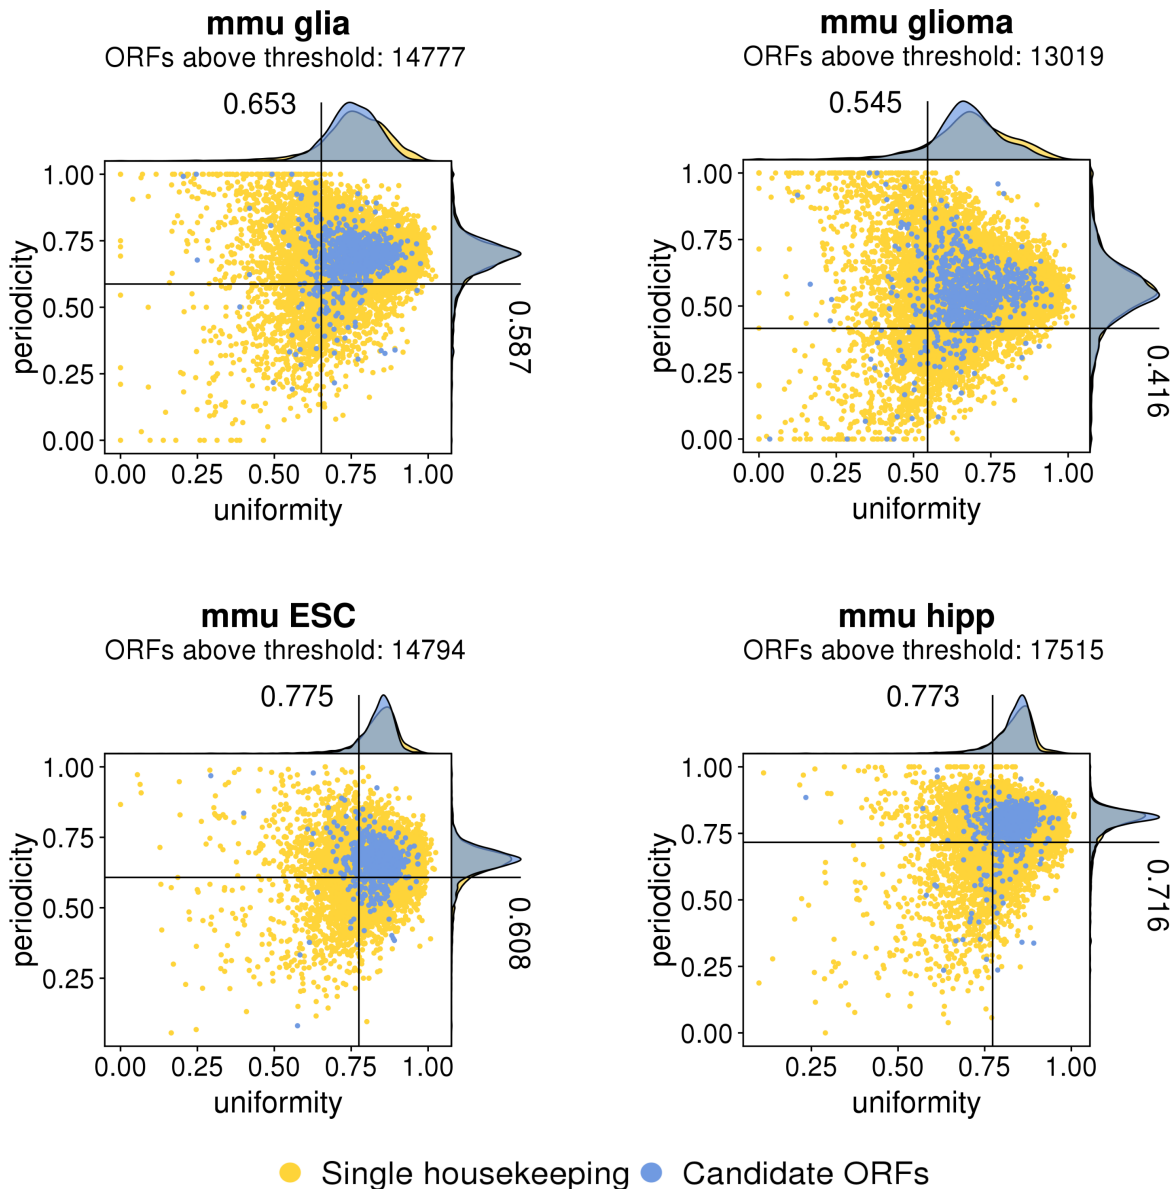 mmu glia
ORFs above threshold: 14777
0.653
1.00
0.75
0.50
0.25
0.00
periodicity
0.587
0.00 0.25 0.50 0.75 1.00
uniformity
mmu glioma
ORFs above threshold: 13019
0.545
1.00
0.75
0.50
0.25
0.00
periodicity
0.416
0.00 0.25 0.50 0.75 1.00
uniformity
mmu ESC
ORFs above threshold: 14794
0.775
1.00
0.75
0.50
0.25
periodicity
0.608
0.00 0.25 0.50 0.75 1.00
uniformity
mmu hipp
ORFs above threshold: 17515
0.773
1.00
0.75
0.50
0.25
0.00
periodicity
0.716
0.25 0.50 0.75 1.00
uniformity
Single housekeeping Candidate ORFs